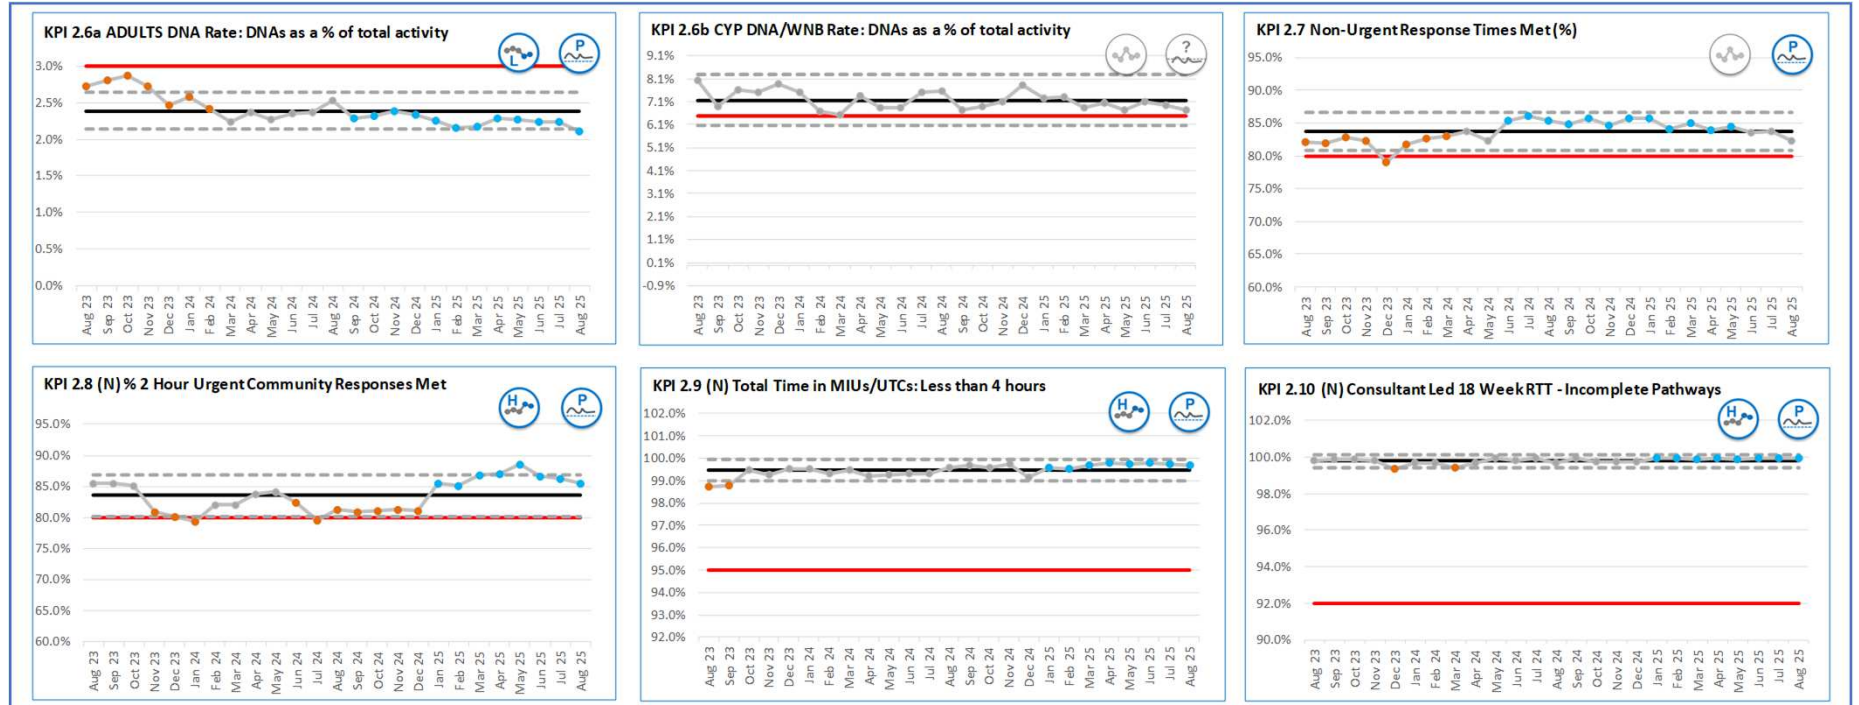 KPI 2.6a ADULTS DNA Rate: DNAs as a % of total activity
L
P
3.0%
2.5%
2.0%
1.5%
1.0%
0.5%
0.0%
Aug 23 Sep 23 Oct 23 Nov 23 Dec 23 Jan 24 Feb 24 Mar 24 Apr 24 May 24 Jun 24 Jul 24 Aug 24 Sep 24 Oct 24 Nov 24 Dec 24 Jan 25 Feb 25 Mar 25 Apr 25 May 25 Jun 25 Jul 25 Aug 25
KPI 2.6b CYP DNA/WNB Rate: DNAs as a % of total activity
?
9.1%
8.1%
7.1%
6.1%
5.1%
4.1%
3.1%
2.1%
1.1%
0.1%
-0.9%
Aug 23 Sep 23 Oct 23 Nov 23 Dec 23 Jan 24 Feb 24 Mar 24 Apr 24 May 24 Jun 24 Jul 24 Aug 24 Sep 24 Oct 24 Nov 24 Dec 24 Jan 25 Feb 25 Mar 25 Apr 25 May 25 Jun 25 Jul 25 Aug 25
KPI 2.7 Non-Urgent Response Times Met (%)
P
95.0%
90.0%
85.0%
80.0%
75.0%
70.0%
65.0%
60.0%
Aug 23 Sep 23 Oct 23 Nov 23 Dec 23 Jan 24 Feb 24 Mar 24 Apr 24 May 24 Jun 24 Jul 24 Aug 24 Sep 24 Oct 24 Nov 24 Dec 24 Jan 25 Feb 25 Mar 25 Apr 25 May 25 Jun 25 Jul 25 Aug 25
KPI 2.8 (N) % 2 Hour Urgent Community Responses Met
H
P
95.0%
90.0%
85.0%
80.0%
75.0%
70.0%
65.0%
60.0%
Aug 23 Sep 23 Oct 23 Nov 23 Dec 23 Jan 24 Feb 24 Mar 24 Apr 24 May 24 Jun 24 Jul 24 Aug 24 Sep 24 Oct 24 Nov 24 Dec 24 Jan 25 Feb 25 Mar 25 Apr 25 May 25 Jun 25 Jul 25 Aug 25
KPI 2.9 (N) Total Time in MIUs/UTCs: Less than 4 hours
H
P
102.0%
101.0%
100.0%
99.0%
98.0%
97.0%
96.0%
95.0%
94.0%
93.0%
92.0%
Aug 23 Sep 23 Oct 23 Nov 23 Dec 23 Jan 24 Feb 24 Mar 24 Apr 24 May 24 Jun 24 Jul 24 Aug 24 Sep 24 Oct 24 Nov 24 Dec 24 Jan 25 Feb 25 Mar 25 Apr 25 May 25 Jun 25 Jul 25 Aug 25
KPI 2.10 (N) Consultant Led 18 Week RTT - Incomplete Pathways
H
P
102.0%
100.0%
98.0%
96.0%
94.0%
92.0%
90.0%
Aug 23 Sep 23 Oct 23 Nov 23 Dec 23 Jan 24 Feb 24 Mar 24 Apr 24 May 24 Jun 24 Jul 24 Aug 24 Sep 24 Oct 24 Nov 24 Dec 24 Jan 25 Feb 25 Mar 25 Apr 25 May 25 Jun 25 Jul 25 Aug 25